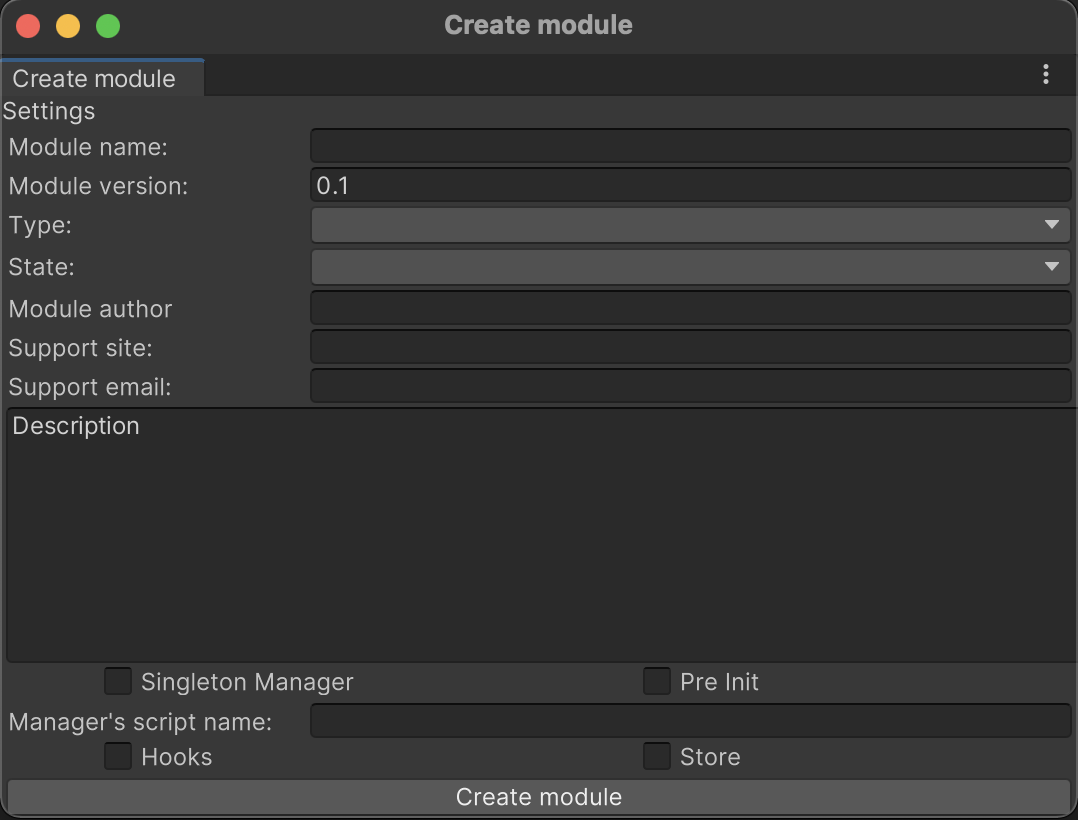 Create module
Create module
Settings
Module name:
Module version: 0.1
Type:
State:
Module author
Support site:
Support email:
Description
Singleton Manager Pre Init
Manager's script name:
Hooks Store
Create module